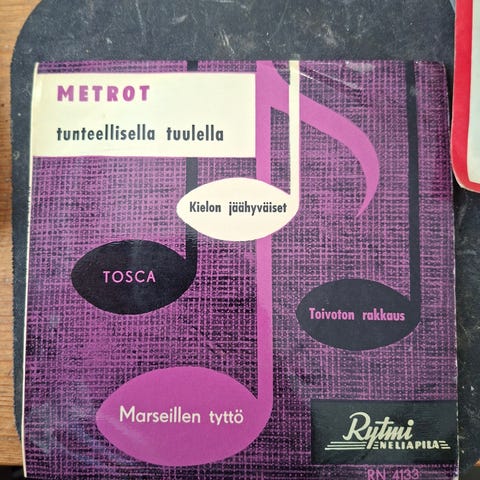 METROT
tunteellisella tuulella
Kielon jäähyväiset
TOSCA
Toivoton rakkaus
Marseillen tyttö
Rytmi
NELIAPILA
RN 4133